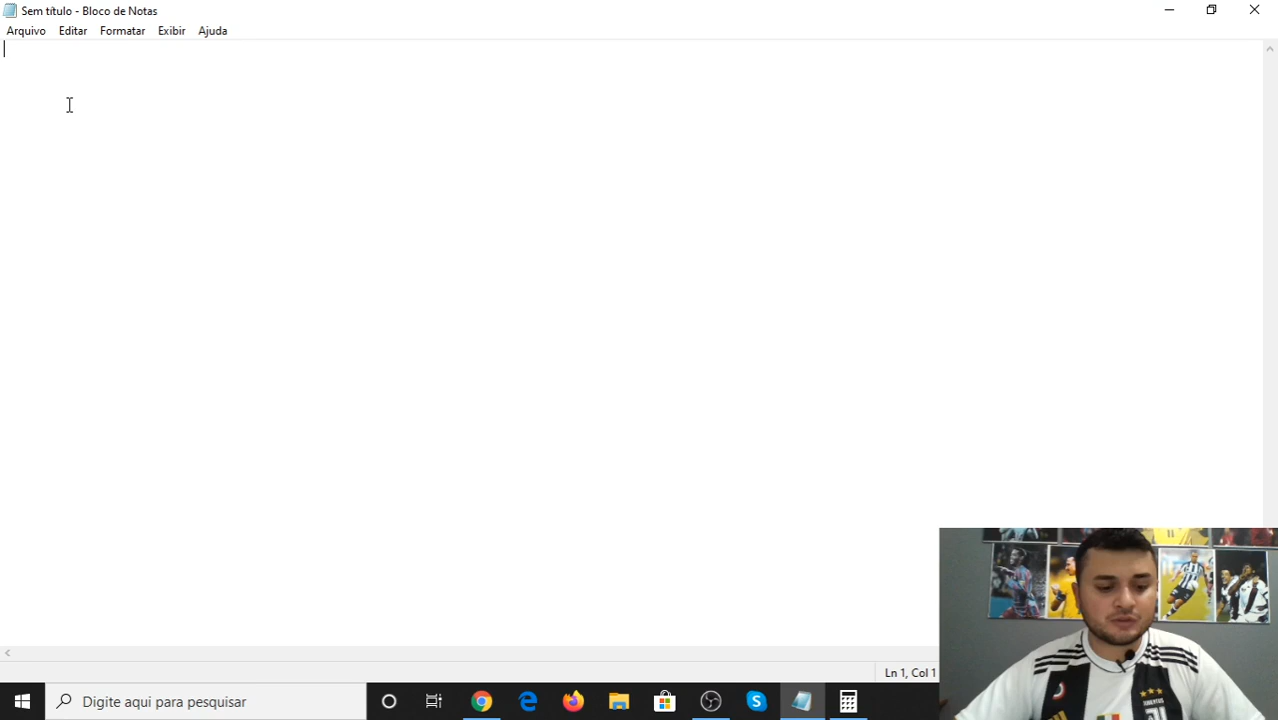 Sem título - Bloco de Notas
Arquivo Editar Formatar Exibir Ajuda
Ln 1, Col 1
Digite aqui para pesquisar